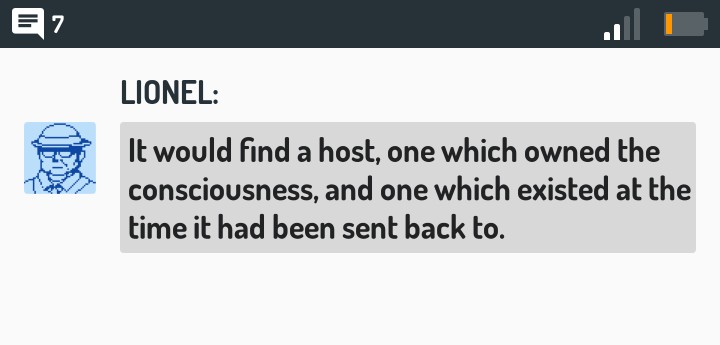 7
LIONEL:
It would find a host, one which owned the
consciousness, and one which existed at the
time it had been sent back to.